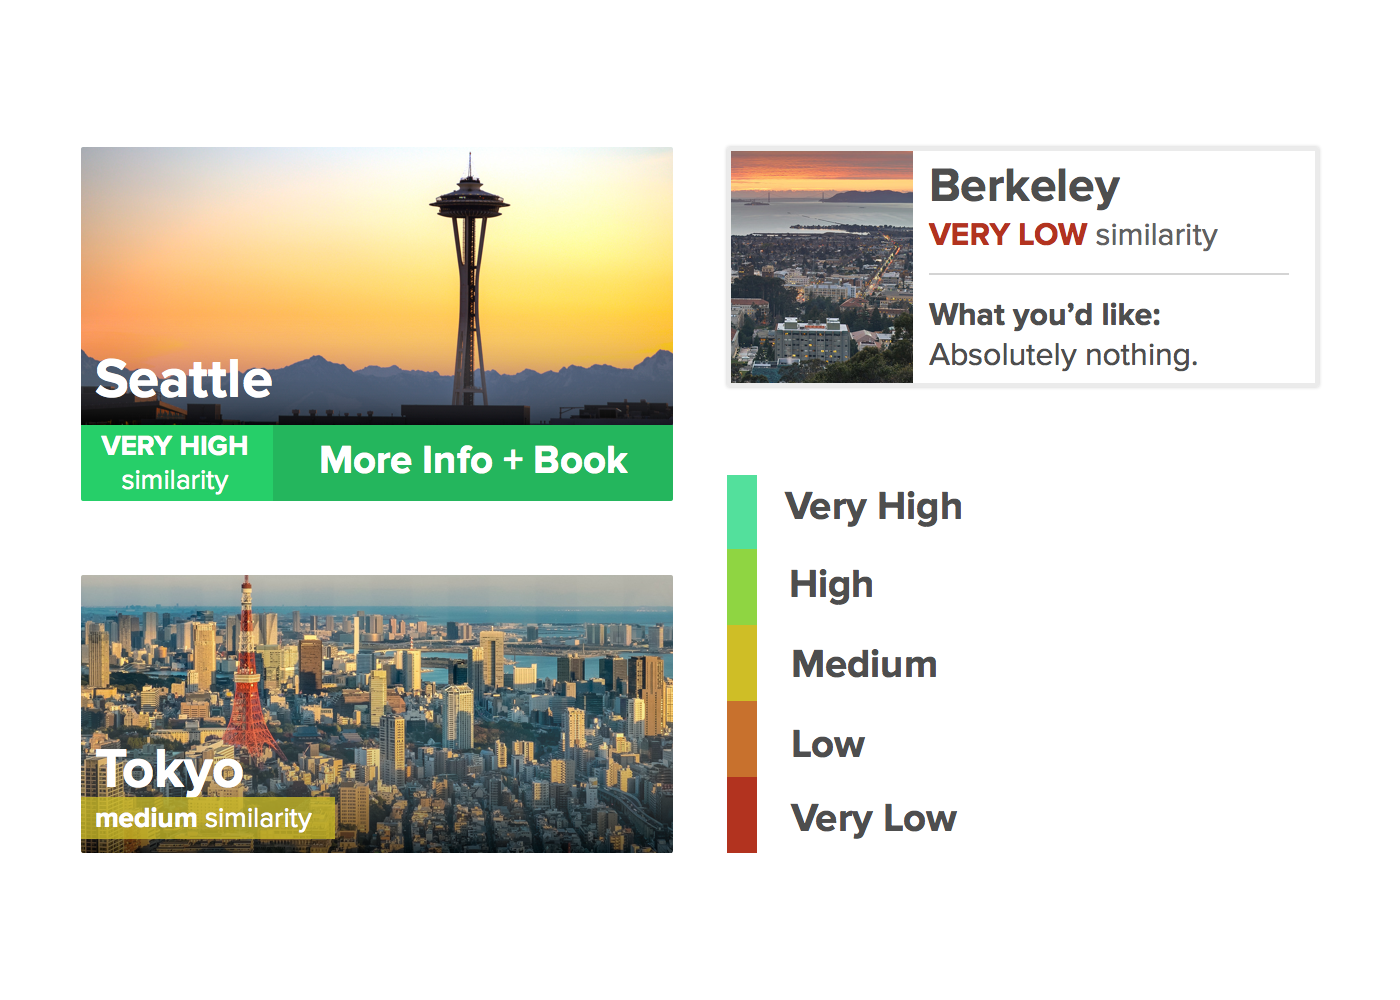 Seattle
VERY HIGH
similarity
More Info + Book
Tokyo
medium similarity
Berkeley
VERY LOW similarity
What you’d like:
Absolutely nothing.
Very High
High
Medium
Low
Very Low